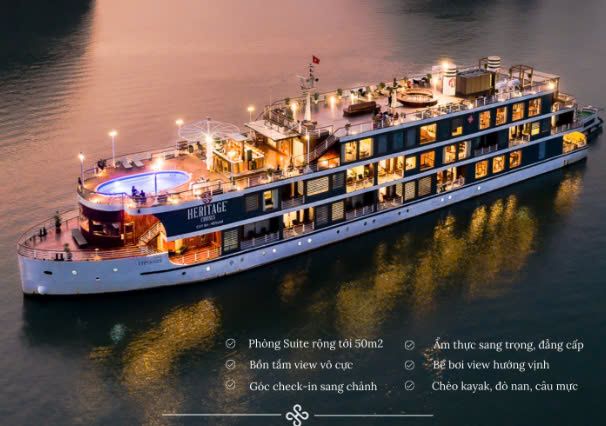 HERITAGE
CRUISES
Phòng Suite rộng tới 50m2
Bồn tắm view vô cực
Góc check-in sang chảnh
Ẩm thực sang trọng, đẳng cấp
Bể bơi view hướng vịnh
Chèo kayak, đò nan, câu mực